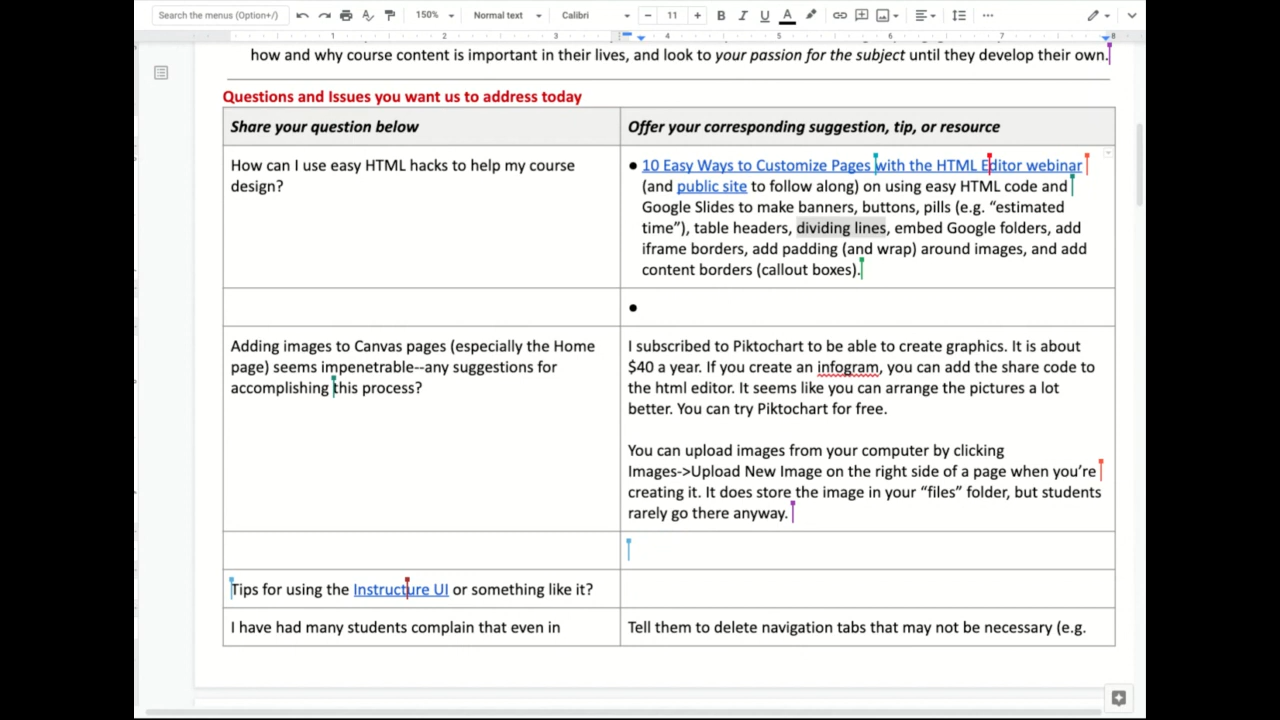 Search the menus (Option+/)
150%
Normal text
Calibri
11
1 2 3 4 5 6 7 8
how and why course content is important in their lives, and look to your passion for the subject until they develop their own.
Questions and Issues you want us to address today
Share your question below
Offer your corresponding suggestion, tip, or resource
How can I use easy HTML hacks to help my course
design?
10 Easy Ways to Customize Pages with the HTML Editor webinar
(and public site to follow along) on using easy HTML code and
Google Slides to make banners, buttons, pills (e.g. “estimated
time”), table headers, dividing lines, embed Google folders, add
iframe borders, add padding (and wrap) around images, and add
content borders (callout boxes).
Adding images to Canvas pages (especially the Home
page) seems impenetrable--any suggestions for
accomplishing this process?
I subscribed to Piktochart to be able to create graphics. It is about
$40 a year. If you create an infogram, you can add the share code to
the html editor. It seems like you can arrange the pictures a lot
better. You can try Piktochart for free.
You can upload images from your computer by clicking
Images->Upload New Image on the right side of a page when you’re
creating it. It does store the image in your “files” folder, but students
rarely go there anyway.
Tips for using the Instructure UI or something like it?
I have had many students complain that even in
Tell them to delete navigation tabs that may not be necessary (e.g.